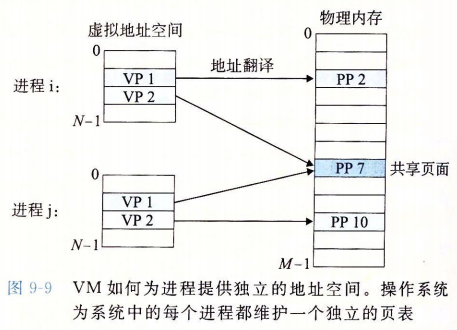 虚拟地址空间
物理内存
0
0
进程 i:
VP 1
VP 2
N-1
地址翻译
PP 2
PP 7
共享页面
0
进程 j:
VP 1
VP 2
N-1
PP 10
M-1
图 9-9 VM 如何为进程提供独立的地址空间。操作系统
为系统中的每个进程都维护一个独立的页表